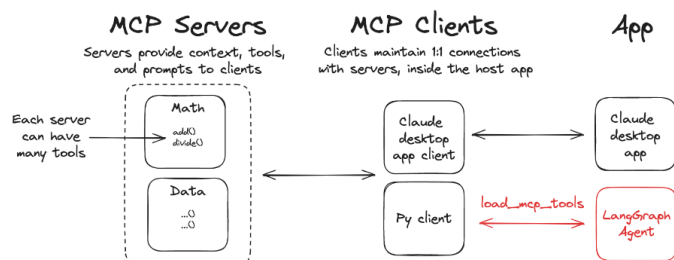 MCP Servers
Servers provide context, tools,
and prompts to clients
MCP Clients
Clients maintain 1:1 connections
with servers, inside the host app
App
Each server
can have
many tools
Math
add()
divide()
Data
...()
...()
Claude
desktop
app client
Py client
load_mcp_tools
Claude
desktop
app
LangGraph
Agent